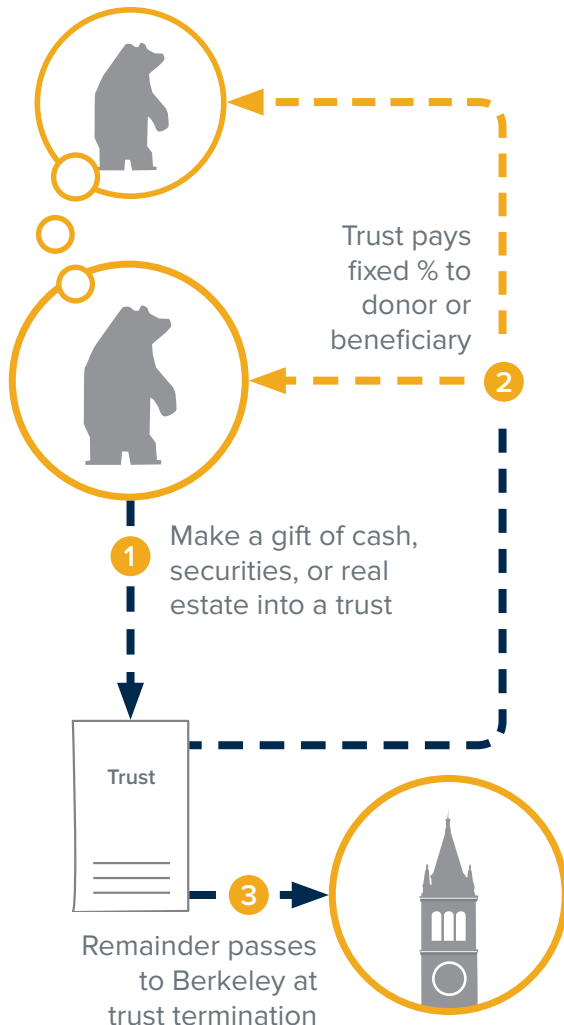 Trust pays
fixed % to
donor or
beneficiary
2
1
Make a gift of cash,
securities, or real
estate into a trust
Trust
3
Remainder passes
to Berkeley at
trust termination